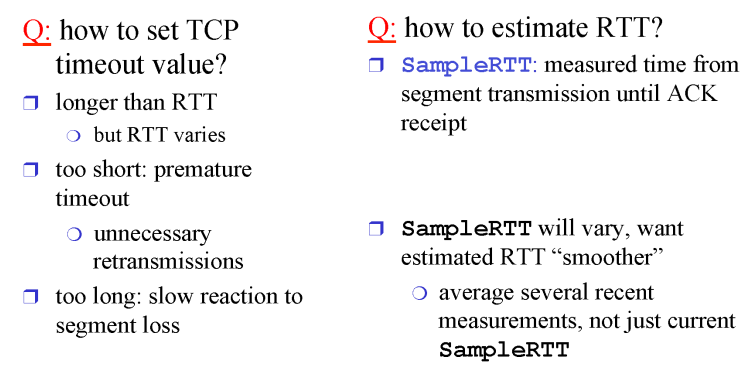 Q: how to set TCP
timeout value?
longer than RTT
but RTT varies
too short: premature
timeout
unnecessary
retransmissions
too long: slow reaction to
segment loss
Q: how to estimate RTT?
SampleRTT: measured time from
segment transmission until ACK
receipt
SampleRTT will vary, want
estimated RTT “smoother”
average several recent
measurements, not just current
SampleRTT